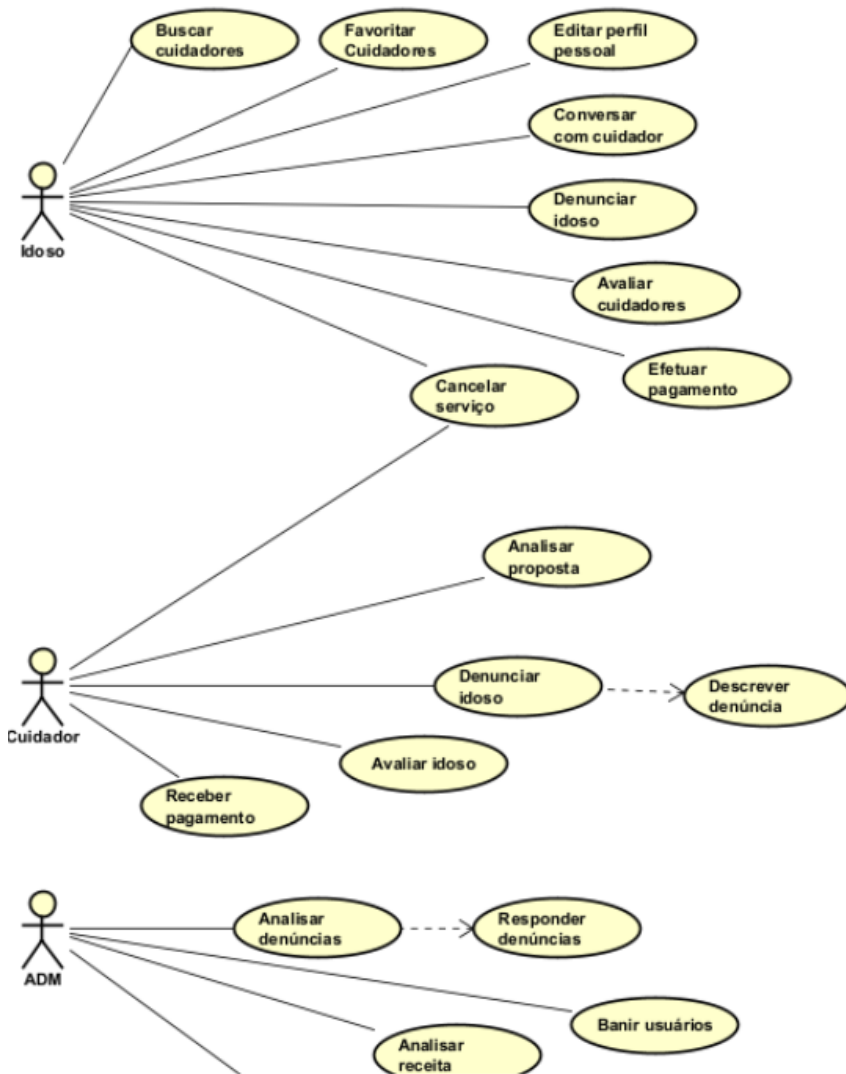 Buscar
cuidadores
Favoritar
Cuidadores
Editar perfil
pessoal
Conversar
com cuidador
Denunciar
idoso
Idoso
Avaliar
cuidadores
Efetuar
pagamento
Cancelar
serviço
Analisar
proposta
Denunciar
idoso
Descrever
denúncia
Cuidador
Avaliar idoso
Receber
pagamento
Analisar
denúncias
Responder
denúncias
ADM
Banir usuários
Analisar
receita